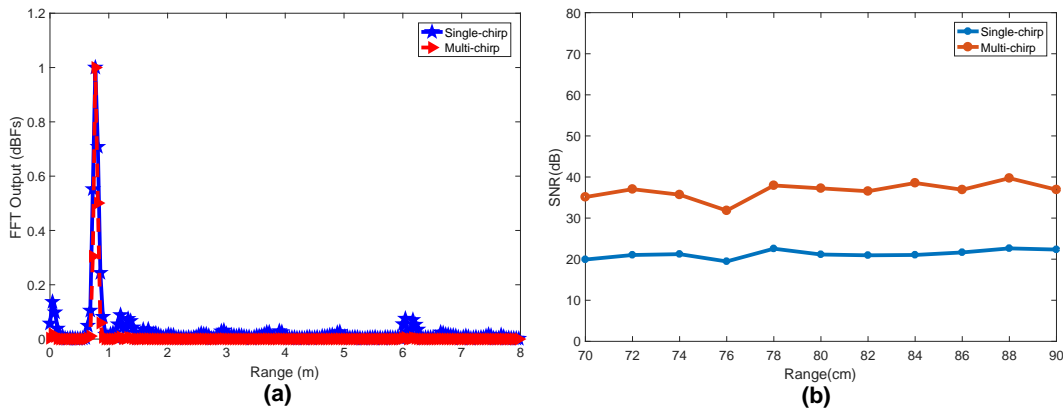 1.2
1
0.8
0.6
0.4
0.2
0
FFT Output (dBFs)
Single-chirp
Multi-chirp
0 1 2 3 4 5 6 7 8
Range (m)
(a)
80
70
60
50
40
30
20
10
0
SNR(dB)
Single-chirp
Multi-chirp
70 72 74 76 78 80 82 84 86 88 90
Range(cm)
(b)